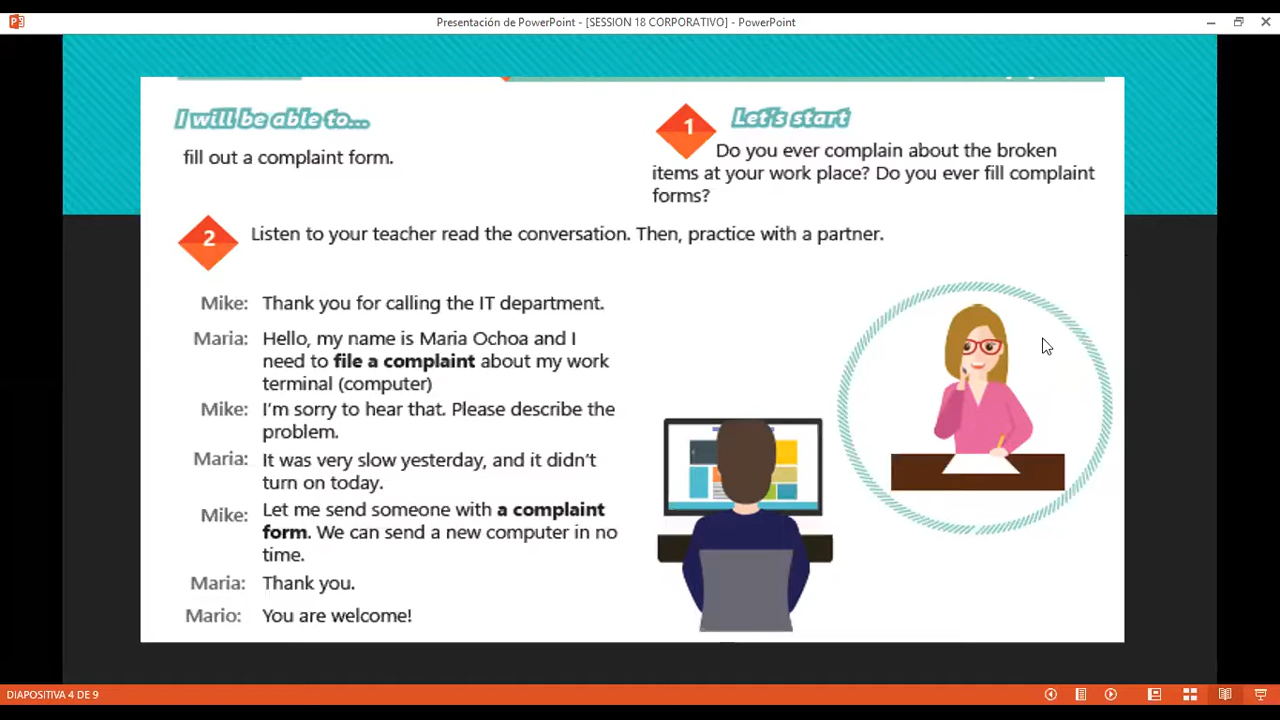 Presentación de PowerPoint - [SESSION 18 CORPORATIVO] - PowerPoint
I will be able to...
fill out a complaint form.
1
Let's start
Do you ever complain about the broken
items at your work place? Do you ever fill complaint
forms?
2
Listen to your teacher read the conversation. Then, practice with a partner.
Mike: Thank you for calling the IT department.
Maria: Hello, my name is Maria Ochoa and I
need to file a complaint about my work
terminal (computer)
Mike: I'm sorry to hear that. Please describe the
problem.
Maria: It was very slow yesterday, and it didn't
turn on today.
Mike: Let me send someone with a complaint
form. We can send a new computer in no
time.
Maria: Thank you.
Mario: You are welcome!
DIAPOSITIVA 4 DE 9